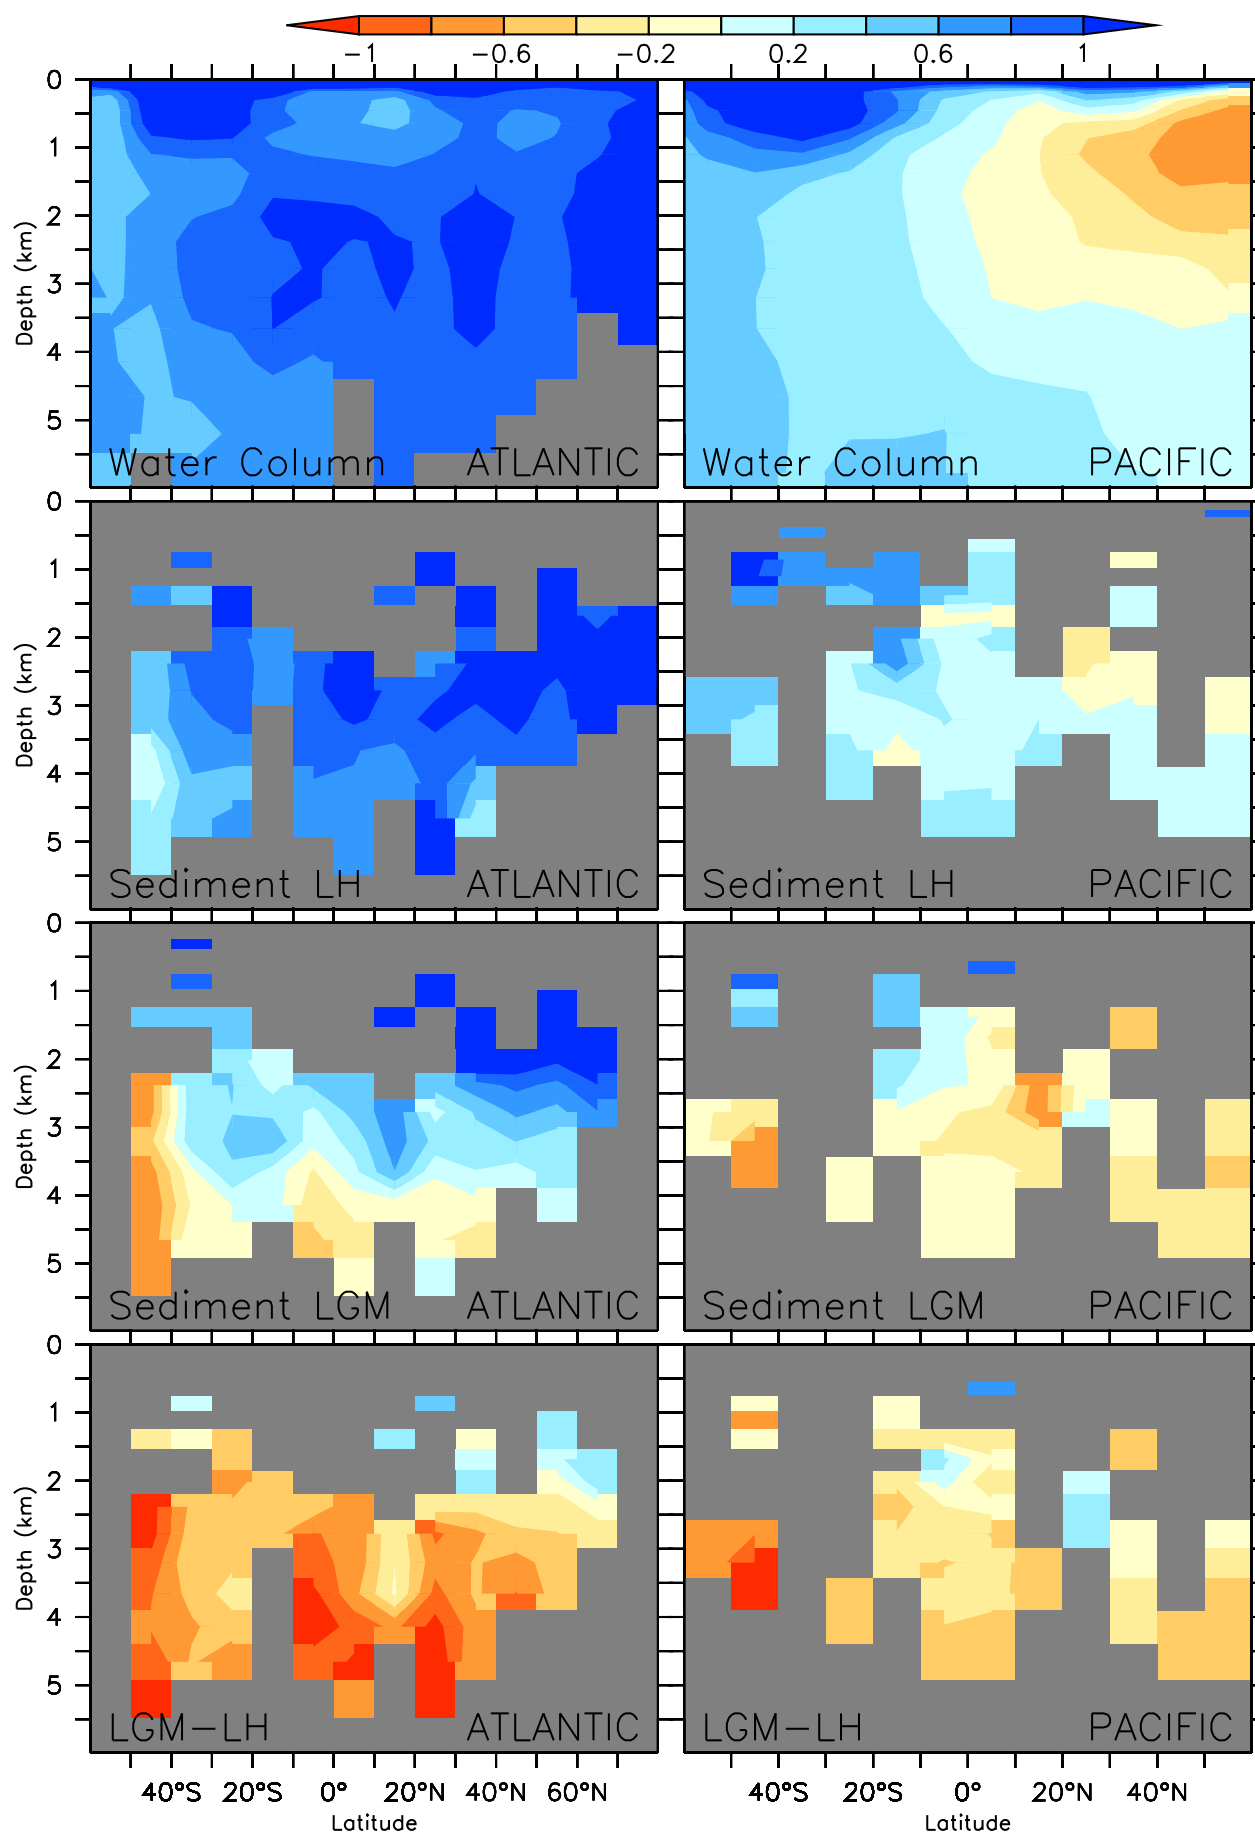 -1 -0.6 -0.2 0.2 0.6 1
0
1
2
3
4
5
Depth (km)
Water Column ATLANTIC
Water Column PACIFIC
0
1
2
3
4
5
Depth (km)
Sediment LH ATLANTIC
Sediment LH PACIFIC
0
1
2
3
4
5
Depth (km)
Sediment LGM ATLANTIC
Sediment LGM PACIFIC
0
1
2
3
4
5
Depth (km)
LGM-LH ATLANTIC
LGM-LH PACIFIC
40°S 20°S 0° 20°N 40°N 60°N
40°S 20°S 0° 20°N 40°N
Latitude
Latitude